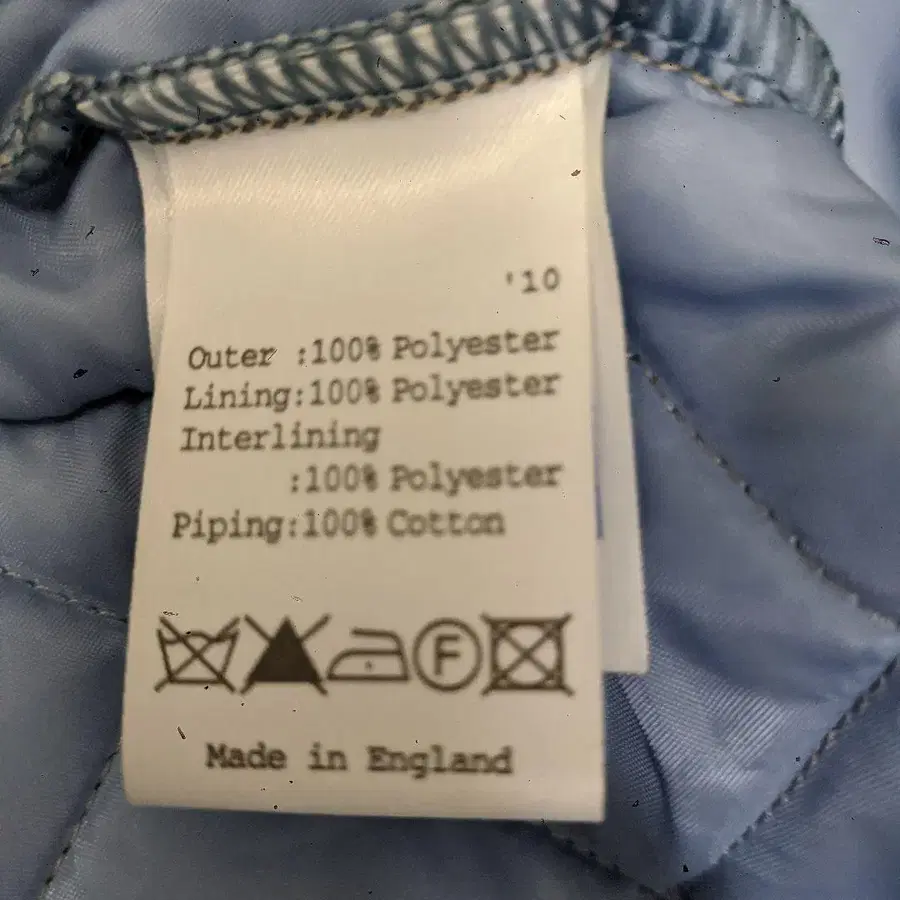 '10
Outer :100% Polyester
Lining:100% Polyester
Interlining
:100% Polyester
Piping:100% Cotton
F
Made in England